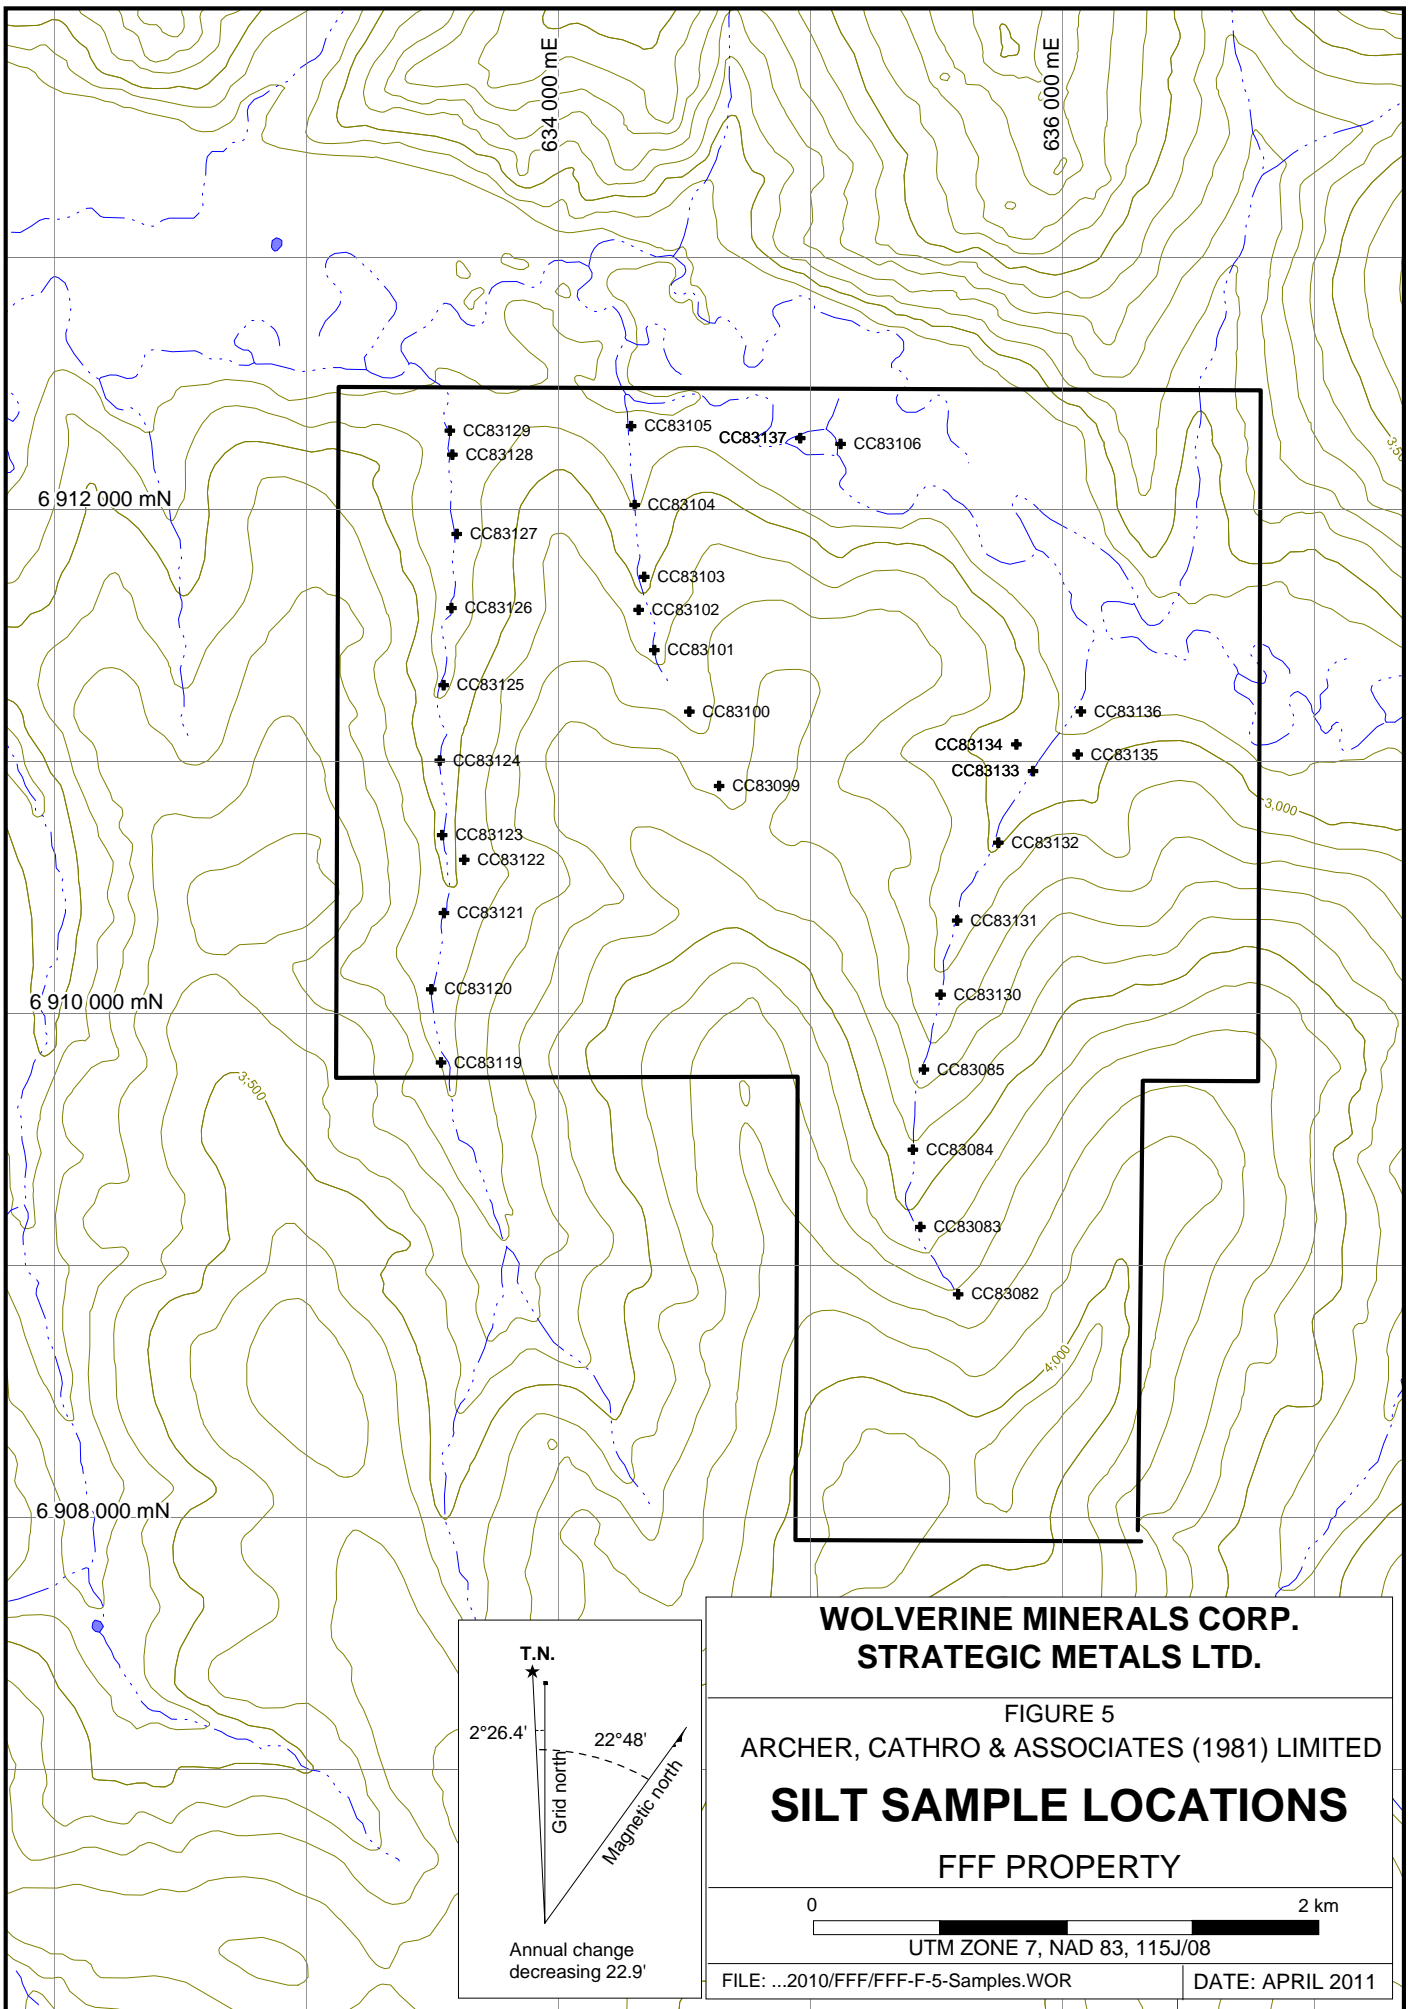 634 000 mE
636 000 mE
3,500
CC83129
CC83105
CC83137
CC83106
CC83128
6 912 000 mN
CC83104
CC83127
CC83103
CC83126
CC83102
CC83101
CC83125
CC83100
CC83136
CC83134
CC83135
CC83124
CC83133
CC83099
3,000
CC83123
CC83132
CC83122
CC83121
CC83131
CC83120
CC83130
6 910 000 mN
CC83119
CC83085
3,500
CC83084
CC83083
CC83082
4,000
6 908 000 mN
T.N.
2°26.4'
22°48'
Grid north
Magnetic north
Annual change
decreasing 22.9'
WOLVERINE MINERALS CORP.
STRATEGIC METALS LTD.
FIGURE 5
ARCHER, CATHRO & ASSOCIATES (1981) LIMITED
SILT SAMPLE LOCATIONS
FFF PROPERTY
0 2 km
UTM ZONE 7, NAD 83, 115J/08
FILE: ...2010/FFF/FFF-F-5-Samples.WOR
DATE: APRIL 2011